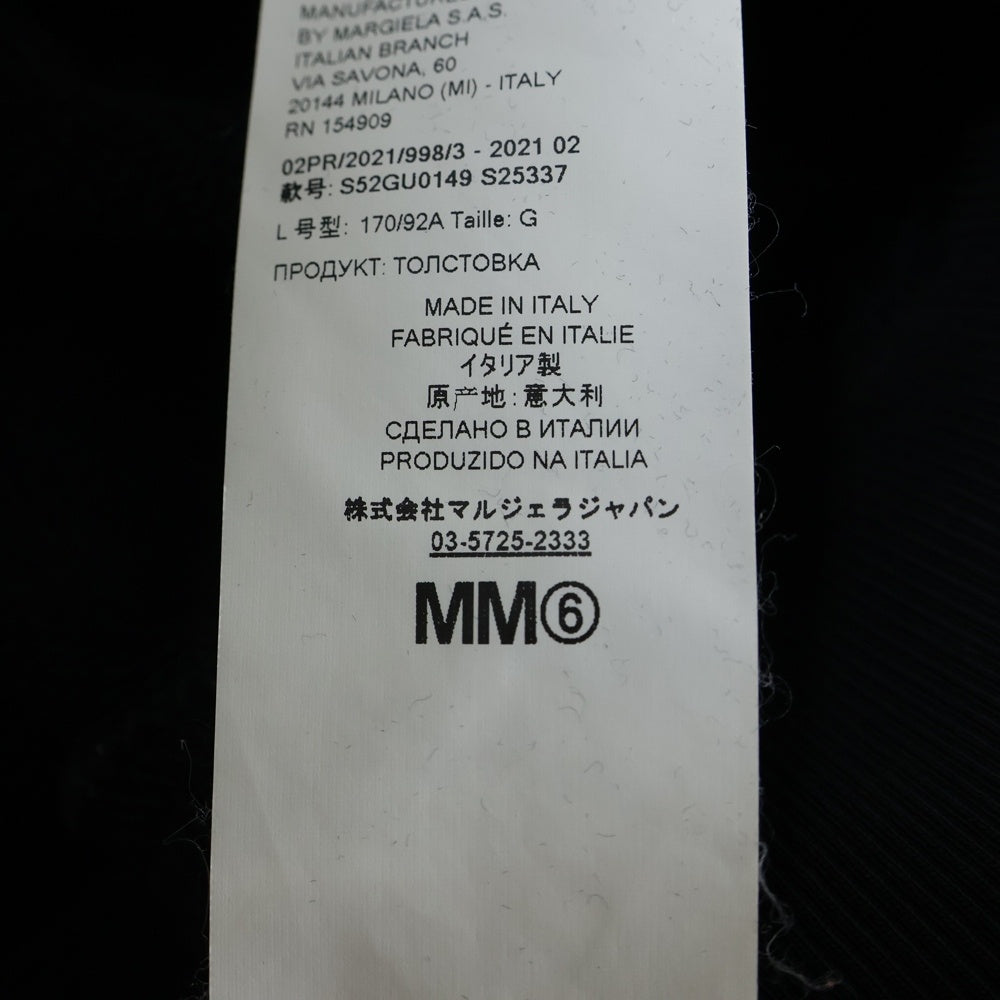 MANUFACTURED
BY MARGIELA S.A.S.
ITALIAN BRANCH
VIA SAVONA, 60
20144 MILANO (MI) - ITALY
RN 154909
02PR/2021/998/3 - 2021 02
款号: S52GU0149 S25337
L 号型: 170/92A Taille: G
ПРОДУКТ: ТОЛСТОВКА
MADE IN ITALY
FABRIQUÉ EN ITALIE
イタリア製
原产地: 意大利
СДЕЛАНО В ИТАЛИИ
PRODUZIDO NA ITALIA
株式会社マルジェラジャパン
03-5725-2333
MM⑥